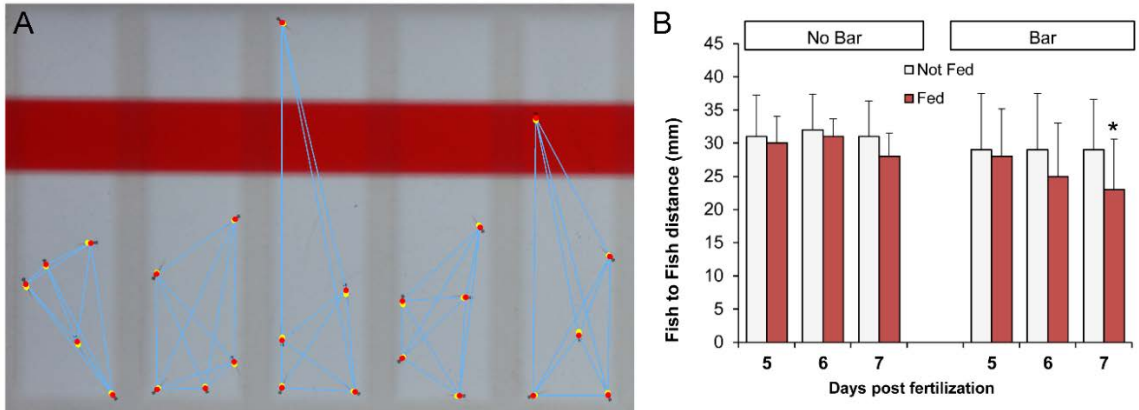 A
B
No Bar
Bar
Not Fed
Fed
*
Fish to Fish distance (mm)
45
40
35
30
25
20
15
10
5
0
5 6 7 5 6 7
Days post fertilization